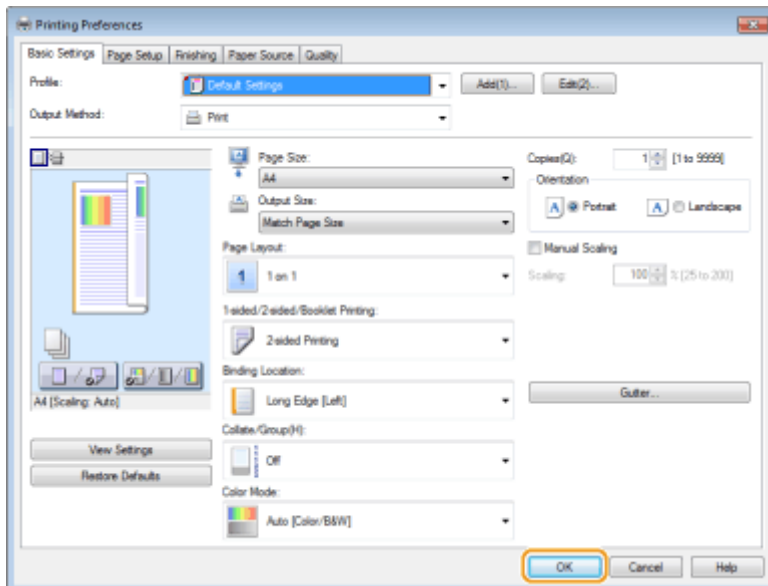 Printing Preferences
Basic Settings Page Setup Finishing Paper Source Quality
Profile: Default Settings Add(1)... Edit(2)...
Output Method: Print
Page Size:
A4
Output Size:
Match Page Size
Copies(Q): 1 [1 to 9999]
Orientation
A Portrait A Landscape
Page Layout:
1 1 on 1
Manual Scaling
Scaling: 100 % [25 to 200]
1-sided/2-sided/Booklet Printing:
2-sided Printing
Binding Location:
Long Edge [Left]
Gutter...
A4 [Scaling: Auto]
Collate/Group(H):
Off
View Settings
Restore Defaults
Color Mode:
Auto [Color/B&W]
OK Cancel Help